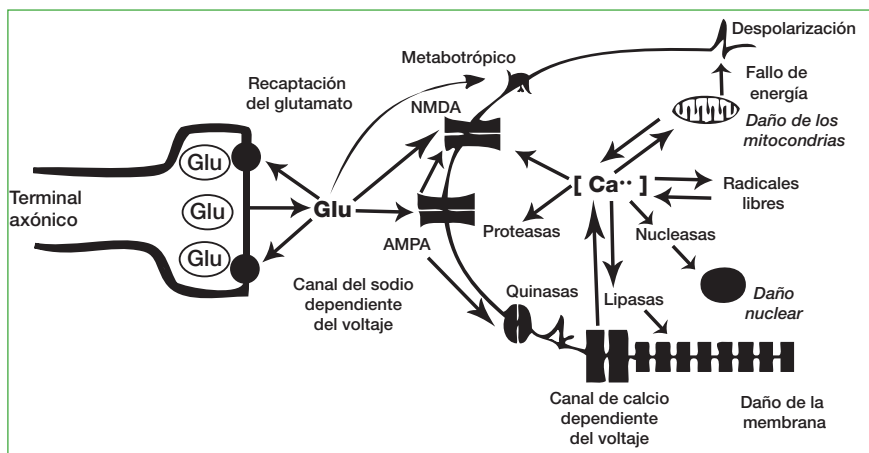 Despolarización
Metabotrópico
Recaptación
del glutamato
NMDA
Fallo de
energía
Daño de los
mitocondrias
Glu
Glu
Glu
Terminal
axónico
Glu
[ Ca·· ]
Radicales
libres
AMPA
Proteasas
Nucleasas
Canal del sodio
dependiente
del voltaje
Quinasas
Lipasas
Daño
nuclear
Canal de calcio
dependiente
del voltaje
Daño de la
membrana